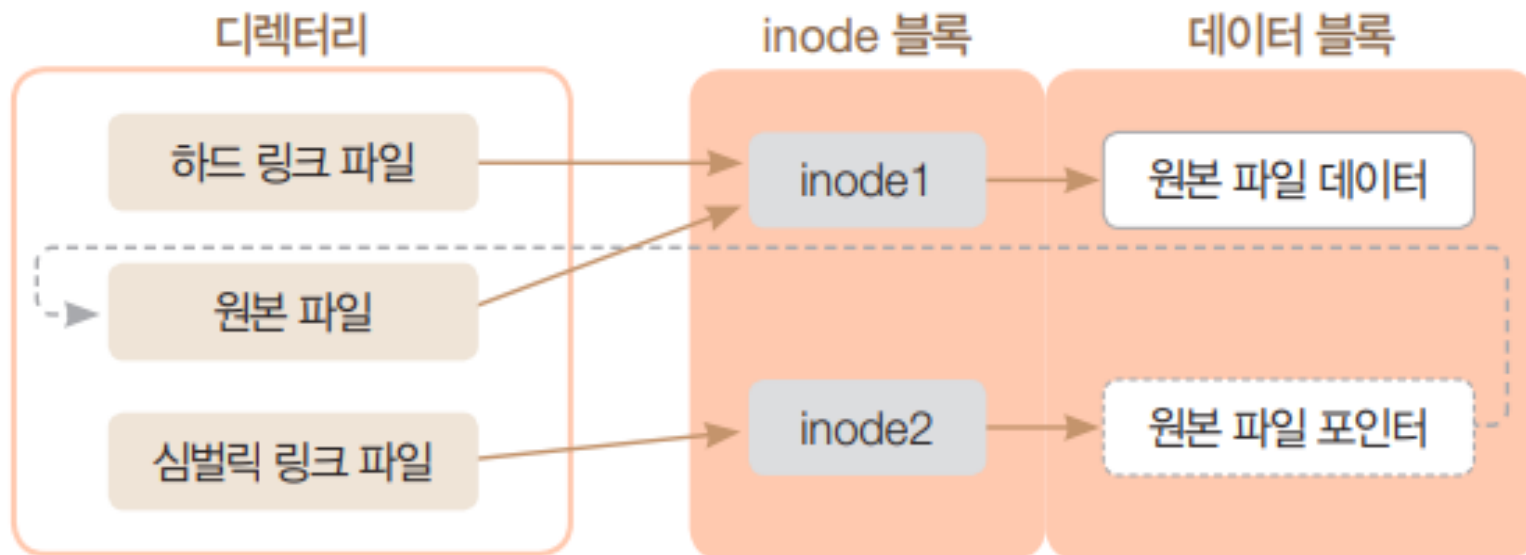 디렉터리
inode 블록
데이터 블록
하드 링크 파일
inode1
원본 파일 데이터
원본 파일
심벌릭 링크 파일
inode2
원본 파일 포인터